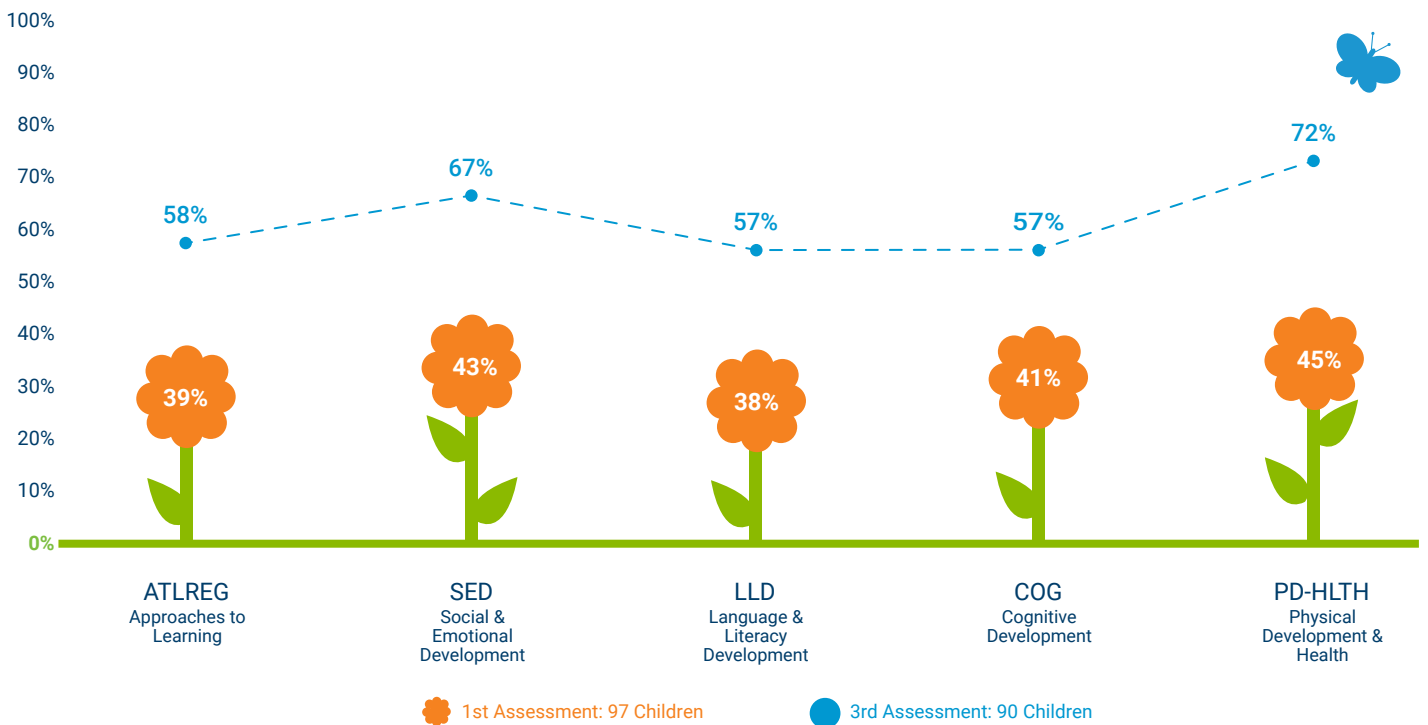 100%
90%
80%
70%
60%
50%
40%
30%
20%
10%
0%
58%
67%
57%
57%
72%
39%
43%
38%
41%
45%
ATLREG
Approaches to
Learning
SED
Social &
Emotional
Development
LLD
Language &
Literacy
Development
COG
Cognitive
Development
PD-HLTH
Physical
Development &
Health
1st Assessment: 97 Children
3rd Assessment: 90 Children